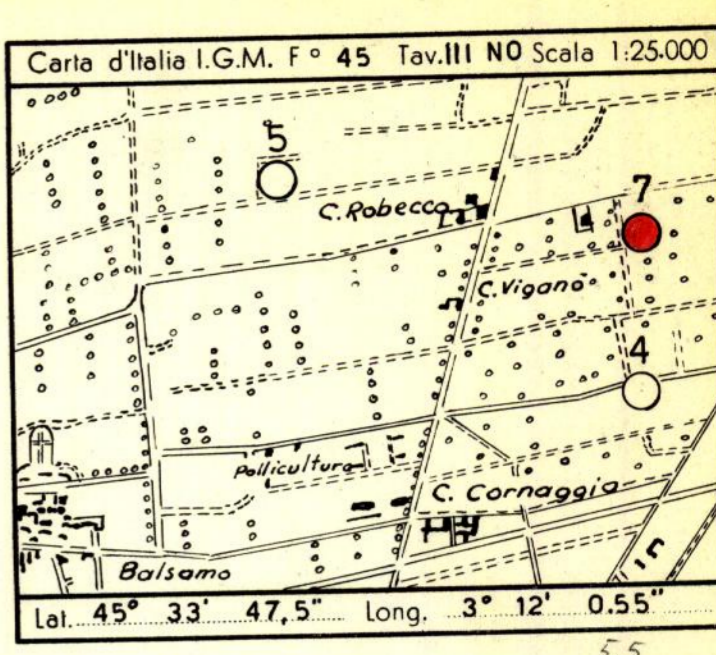 Carta d'Italia I.G.M. F° 45 Tav.III NO Scala 1:25.000
5
7
C.Robecco
C.Viganò
4
Pollicultura
C. Cornaggia
Balsamo
Lat. 45° 33' 47,5" Long. 3° 12' 0.55"
55